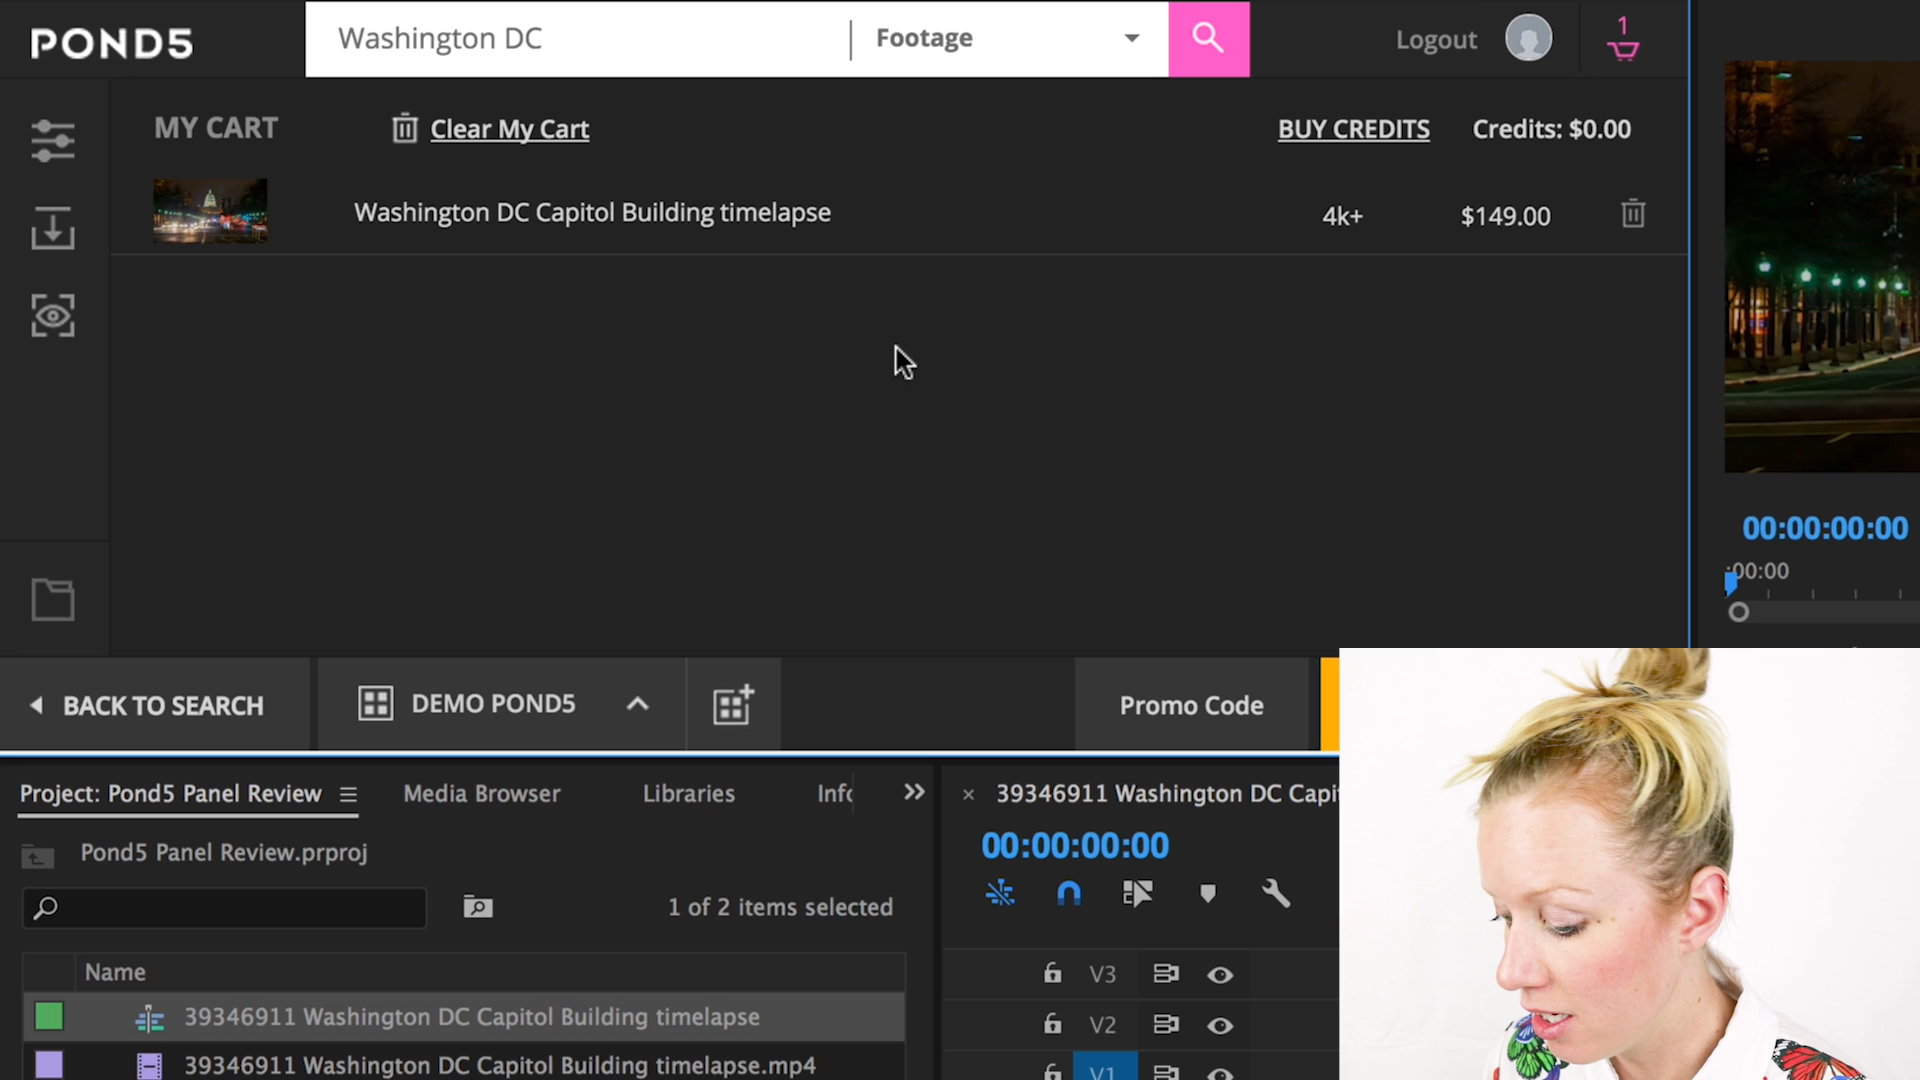 POND5
Washington DC
Footage
Logout
1
MY CART
Clear My Cart
BUY CREDITS
Credits: $0.00
Washington DC Capitol Building timelapse
4k+
$149.00
00:00:00:00
:00:00
BACK TO SEARCH
DEMO POND5
Promo Code
Project: Pond5 Panel Review
Media Browser
Libraries
Info
39346911 Washington DC Capit
00:00:00:00
Pond5 Panel Review.prproj
1 of 2 items selected
Name
39346911 Washington DC Capitol Building timelapse
39346911 Washington DC Capitol Building timelapse.mp4
V3
V2
V1